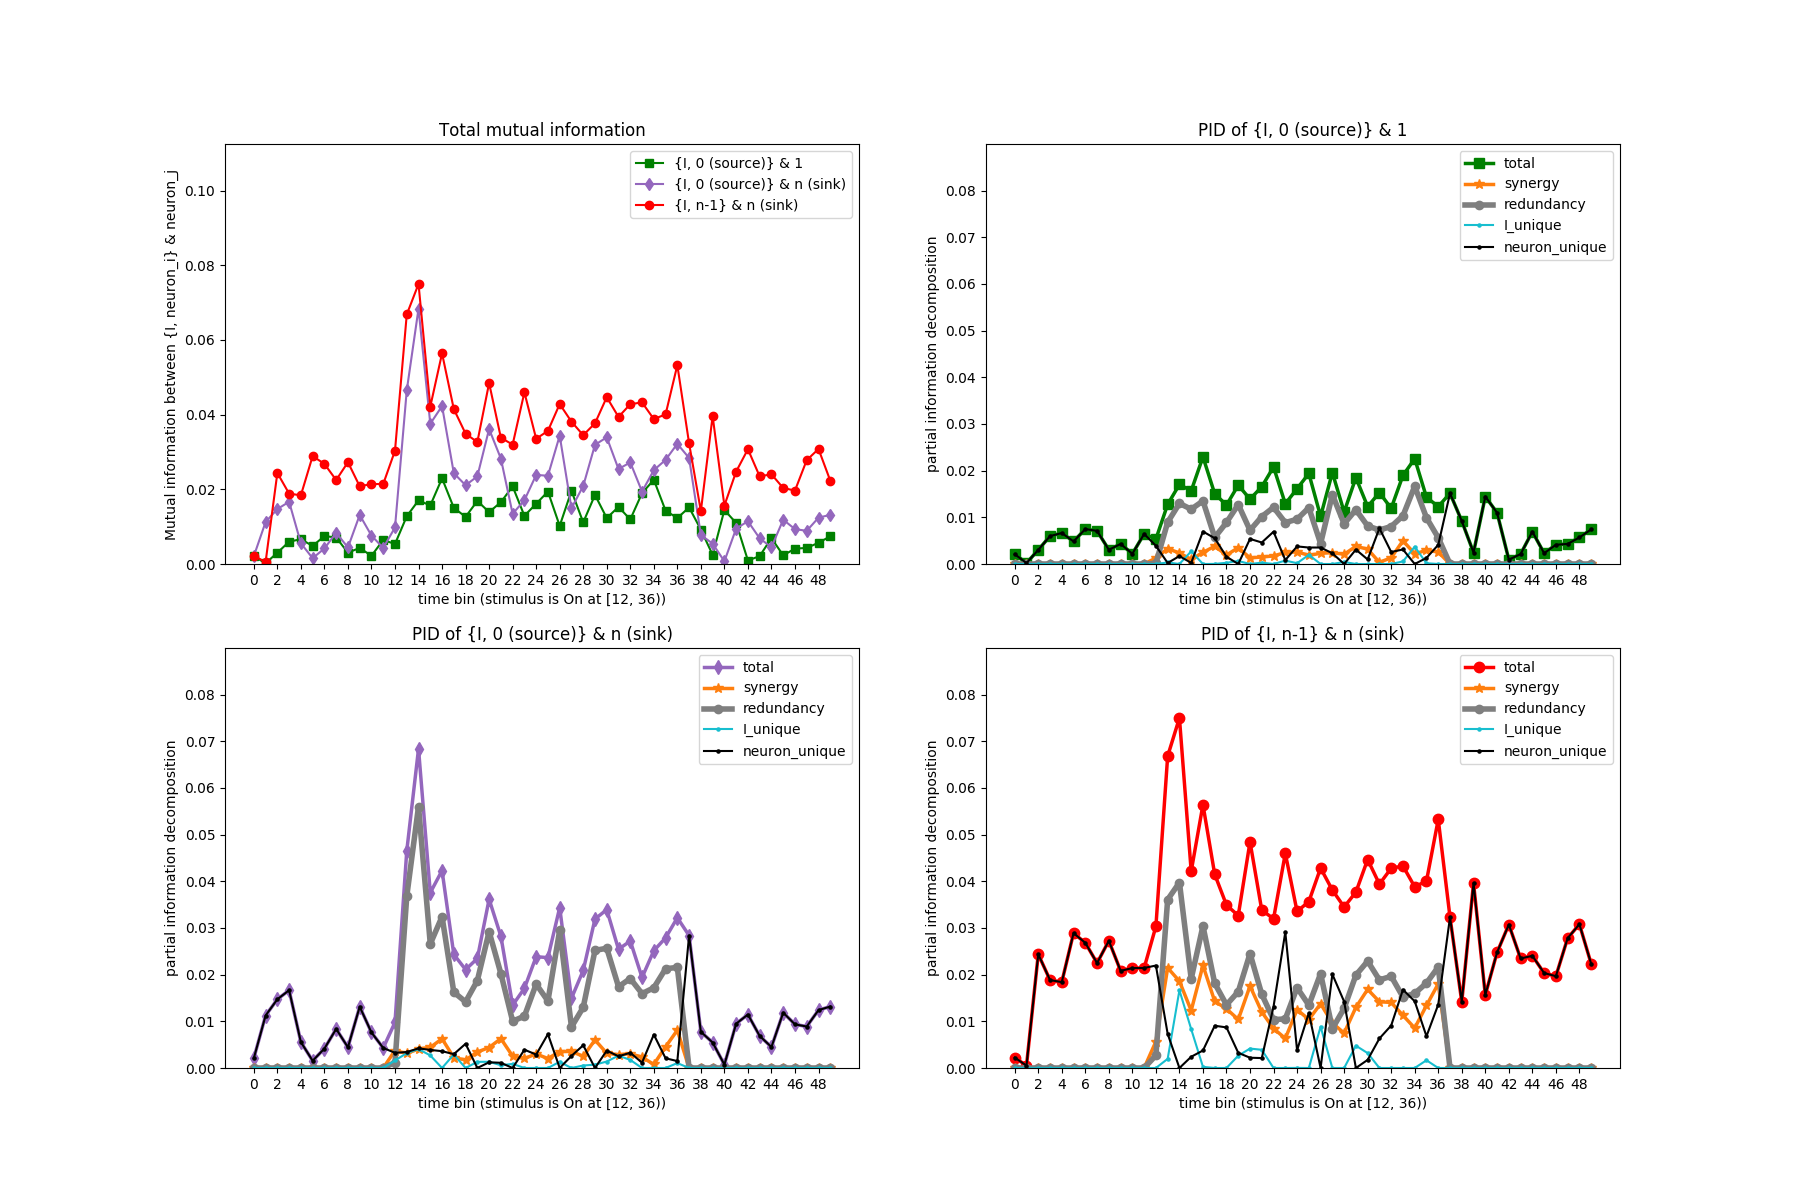 Total mutual information
Mutual information between {I, neuron_i} & neuron_j
0.10
0.08
0.06
0.04
0.02
0.00
{I, 0 (source)} & 1
{I, 0 (source)} & n (sink)
{I, n-1} & n (sink)
0 2 4 6 8 10 12 14 16 18 20 22 24 26 28 30 32 34 36 38 40 42 44 46 48
time bin (stimulus is On at [12, 36))
PID of {I, 0 (source)} & 1
partial information decomposition
0.08
0.07
0.06
0.05
0.04
0.03
0.02
0.01
0.00
total
synergy
redundancy
I_unique
neuron_unique
0 2 4 6 8 10 12 14 16 18 20 22 24 26 28 30 32 34 36 38 40 42 44 46 48
time bin (stimulus is On at [12, 36))
PID of {I, 0 (source)} & n (sink)
partial information decomposition
0.08
0.07
0.06
0.05
0.04
0.03
0.02
0.01
0.00
total
synergy
redundancy
I_unique
neuron_unique
0 2 4 6 8 10 12 14 16 18 20 22 24 26 28 30 32 34 36 38 40 42 44 46 48
time bin (stimulus is On at [12, 36))
PID of {I, n-1} & n (sink)
partial information decomposition
0.08
0.07
0.06
0.05
0.04
0.03
0.02
0.01
0.00
total
synergy
redundancy
I_unique
neuron_unique
0 2 4 6 8 10 12 14 16 18 20 22 24 26 28 30 32 34 36 38 40 42 44 46 48
time bin (stimulus is On at [12, 36))